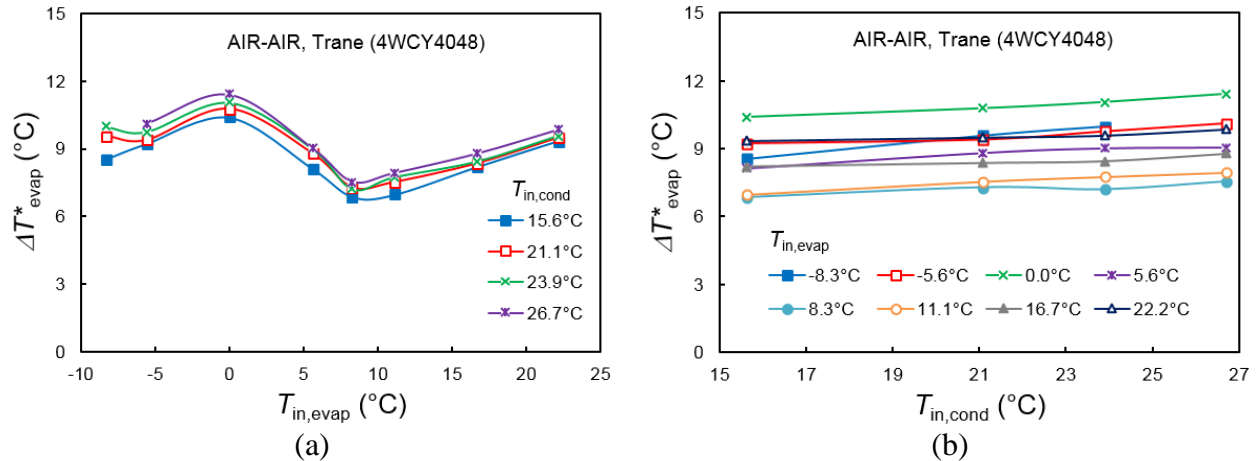 AIR-AIR, Trane (4WCY4048)
ΔT*evap (°C)
15
12
9
6
3
0
Tin,cond
15.6°C
21.1°C
23.9°C
26.7°C
-10 -5 0 5 10 15 20 25
Tin,evap (°C)
(a)
AIR-AIR, Trane (4WCY4048)
ΔT*evap (°C)
15
12
9
6
3
0
Tin,evap
-8.3°C -5.6°C 0.0°C 5.6°C
8.3°C 11.1°C 16.7°C 22.2°C
15 17 19 21 23 25 27
Tin,cond (°C)
(b)